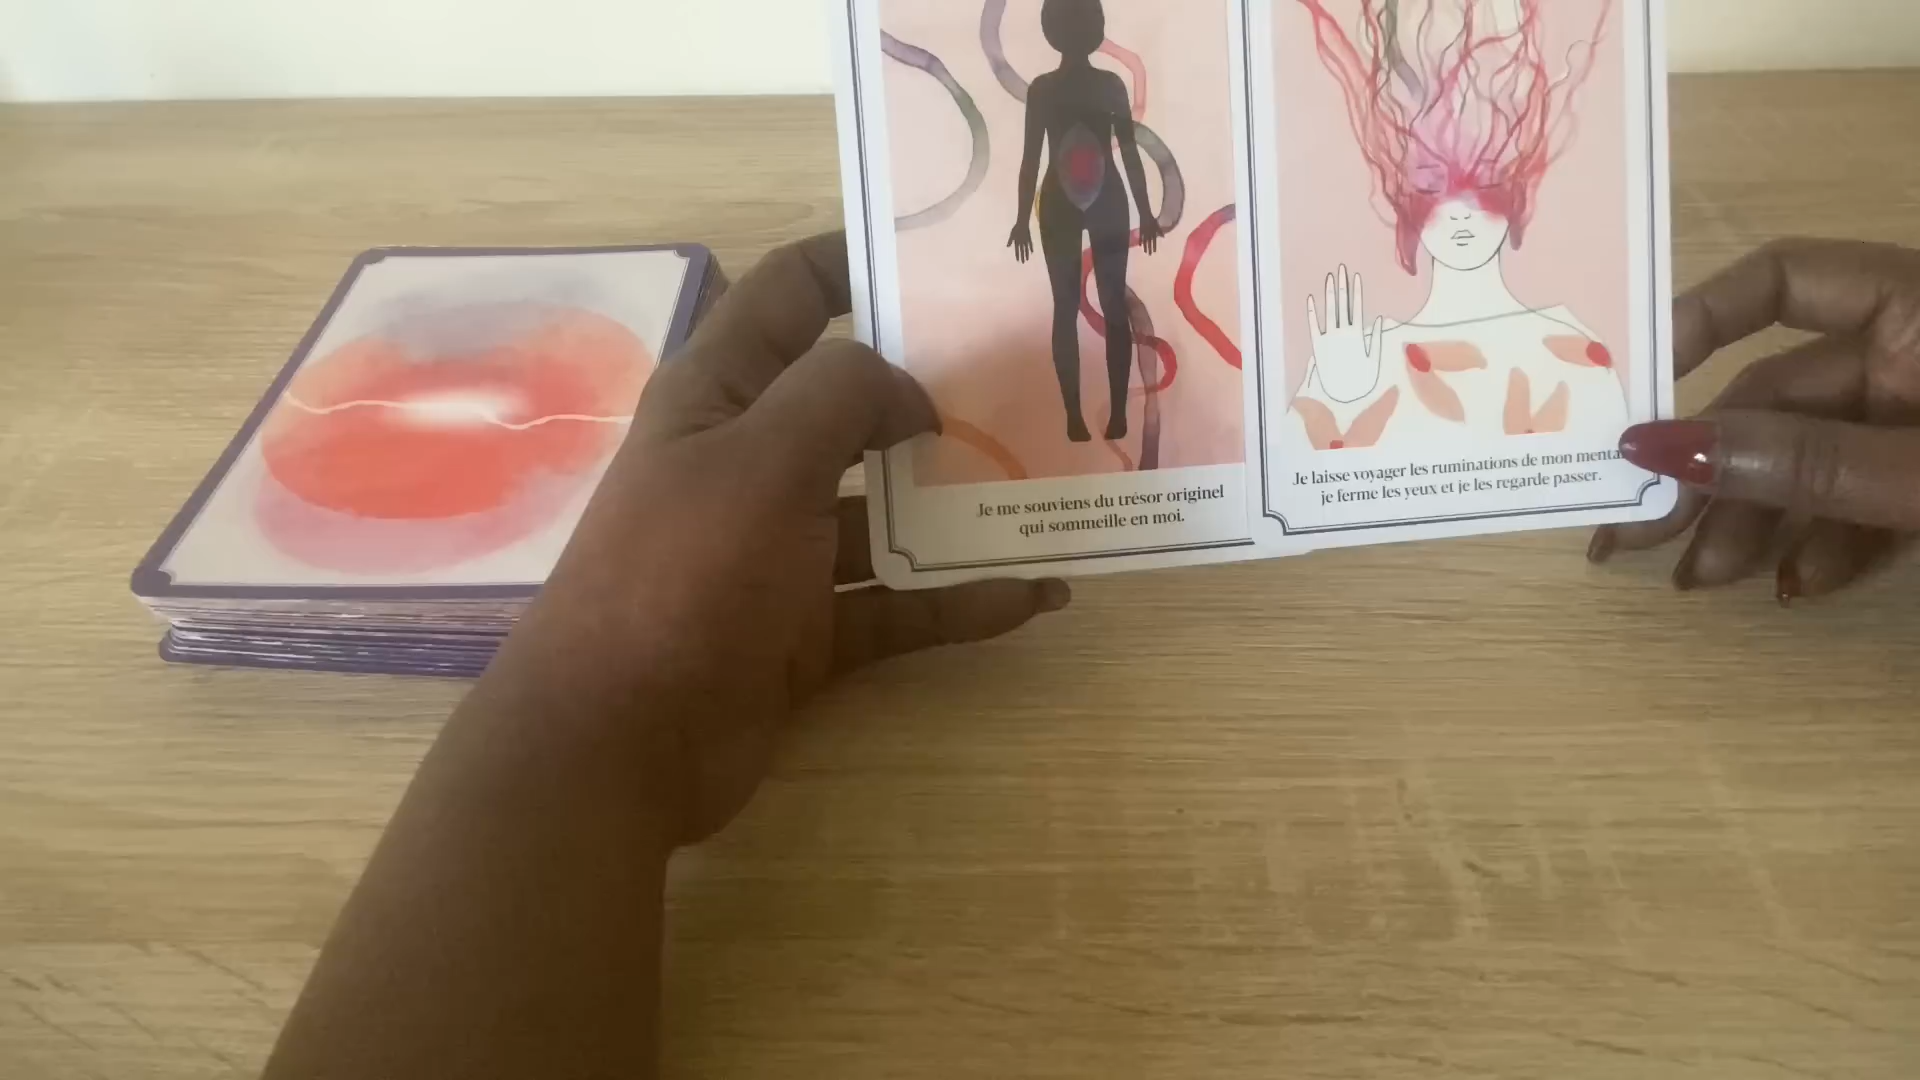 Je me souviens du trésor originel
qui sommeille en moi.
Je laisse voyager les ruminations de mon
je ferme les yeux et je les regarde passer.